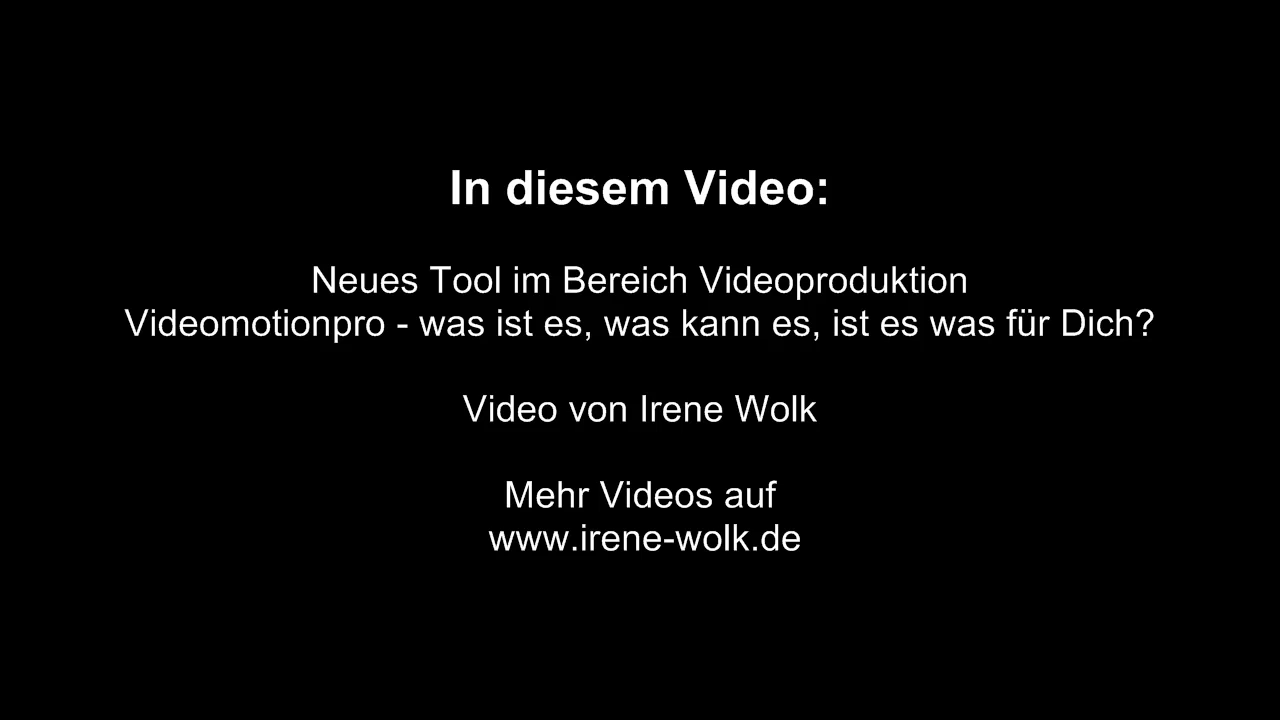 In diesem Video:
Neues Tool im Bereich Videoproduktion
Videomotionpro - was ist es, was kann es, ist es was für Dich?
Video von Irene Wolk
Mehr Videos auf
www.irene-wolk.de